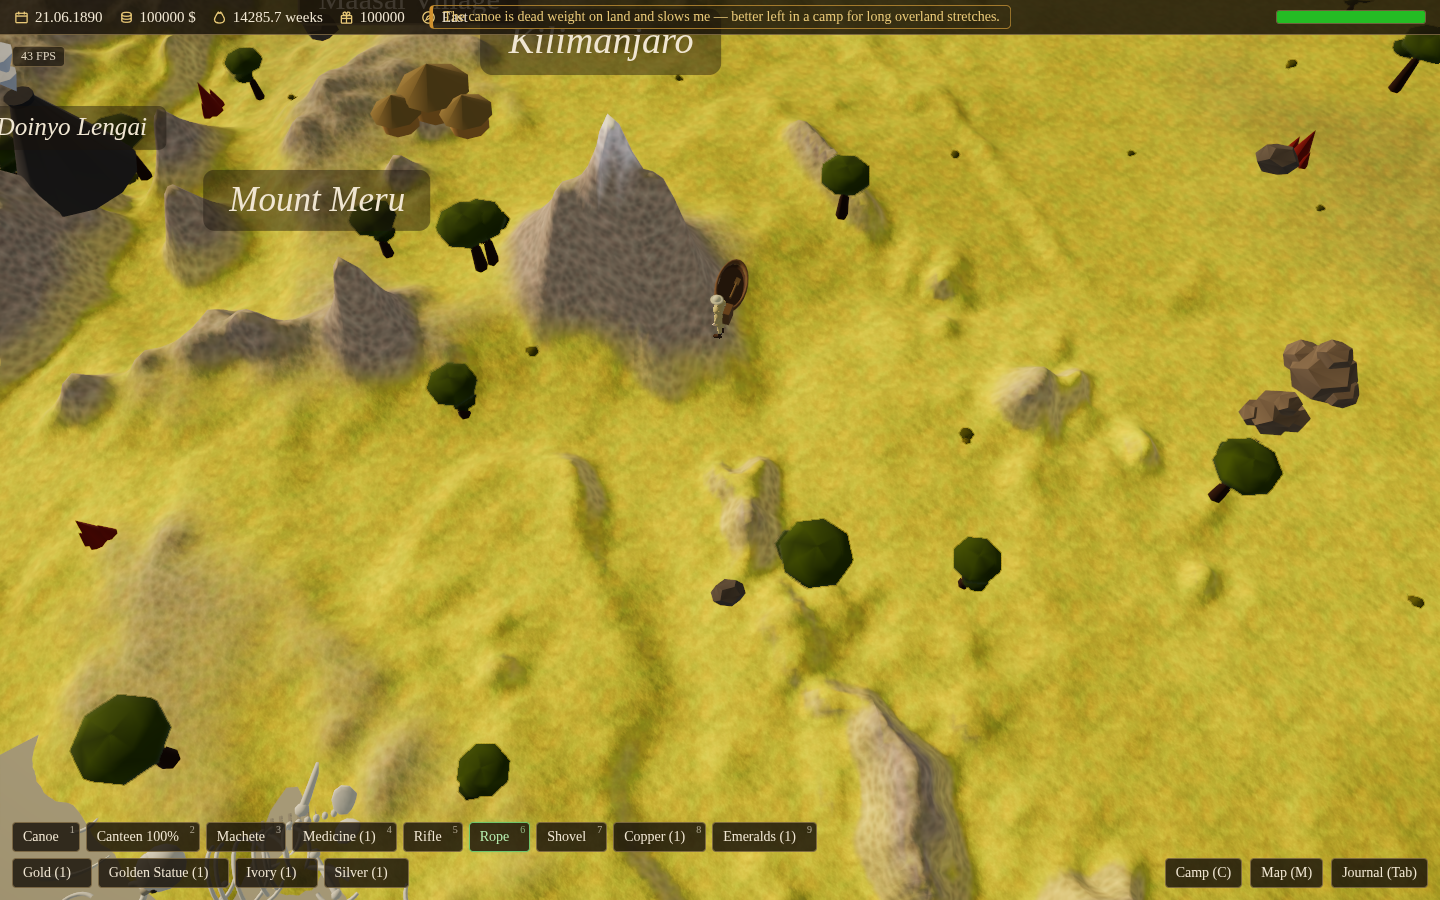 Maasai Village
21.06.1890 100000 $ 14285.7 weeks 100000 East
The canoe is dead weight on land and slows me — better left in a camp for long overland stretches.
Kilimanjaro
43 FPS
Doinyo Lengai
Mount Meru
Canoe 1 Canteen 100% 2 Machete 3 Medicine (1) 4 Rifle 5 Rope 6 Shovel 7 Copper (1) 8 Emeralds (1) 9
Gold (1) Golden Statue (1) Ivory (1) Silver (1) Camp (C) Map (M) Journal (Tab)